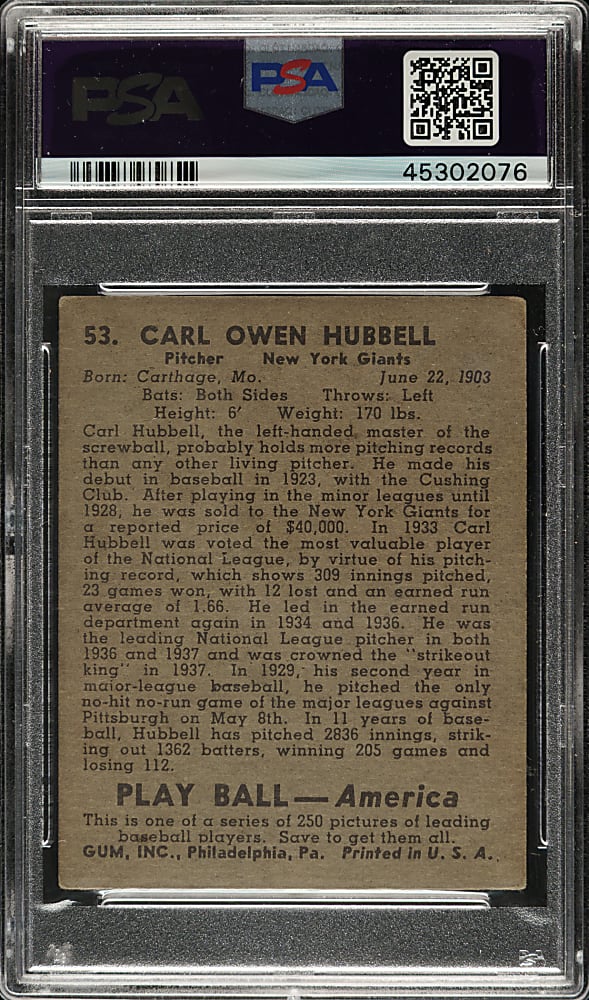 PSA
PSA
45302076
53. CARL OWEN HUBBELL
Pitcher New York Giants
Born: Carthage, Mo. June 22, 1903
Bats: Both Sides Throws: Left
Height: 6' Weight: 170 lbs.
Carl Hubbell, the left-handed master of the
screwball, probably holds more pitching records
than any other living pitcher. He made his
debut in baseball in 1923, with the Cushing
Club. After playing in the minor leagues until
1928, he was sold to the New York Giants for
a reported price of $40,000. In 1933 Carl
Hubbell was voted the most valuable player
of the National League, by virtue of his pitch-
ing record, which shows 309 innings pitched,
23 games won, with 12 lost and an earned run
average of 1.66. He led in the earned run
department again in 1934 and 1936. He was
the leading National League pitcher in both
1936 and 1937 and was crowned the "strikeout
king" in 1937. In 1929, his second year in
major-league baseball, he pitched the only
no-hit no-run game of the major leagues against
Pittsburgh on May 8th. In 11 years of base-
ball, Hubbell has pitched 2836 innings, strik-
ing out 1362 batters, winning 205 games and
losing 112.
PLAY BALL — America
This is one of a series of 250 pictures of leading
baseball players. Save to get them all.
GUM, INC., Philadelphia, Pa. Printed in U. S. A.